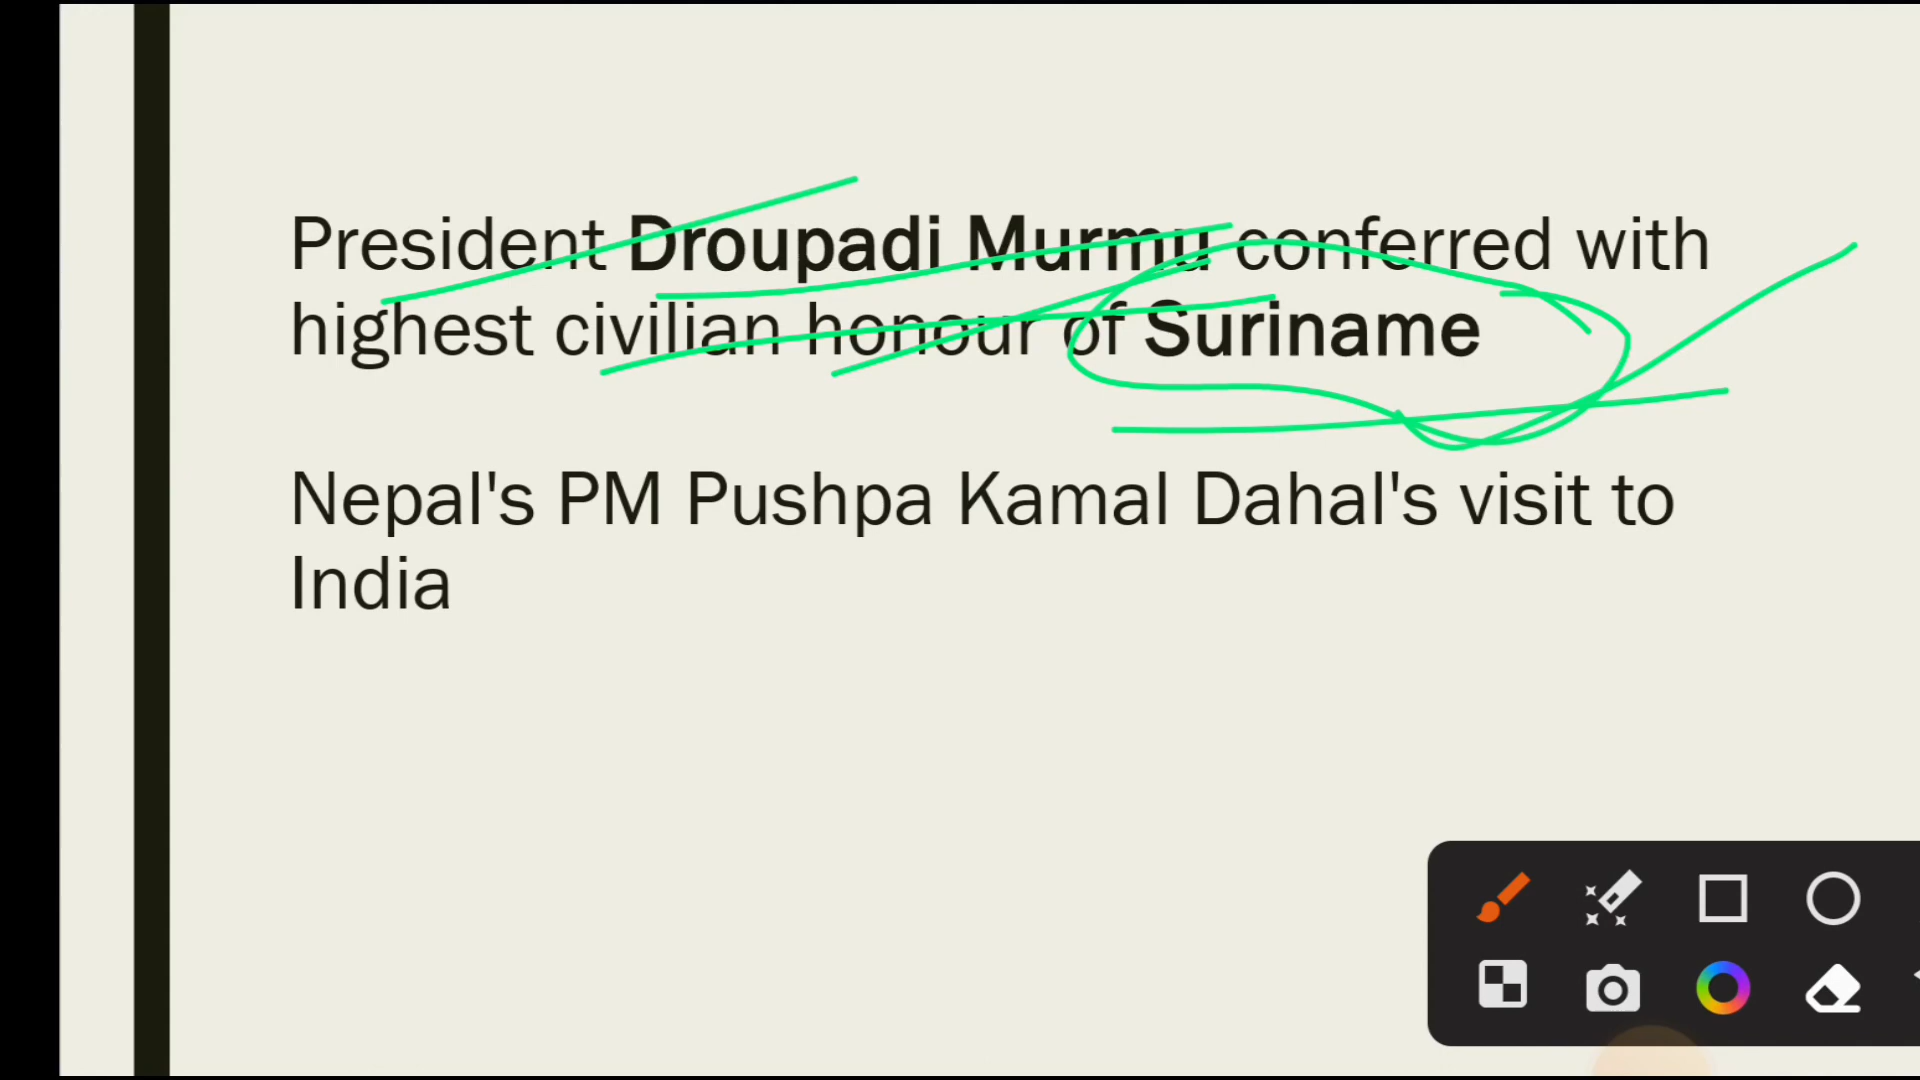 President Droupadi Murmu conferred with
highest civilian honour of Suriname
Nepal's PM Pushpa Kamal Dahal's visit to
India